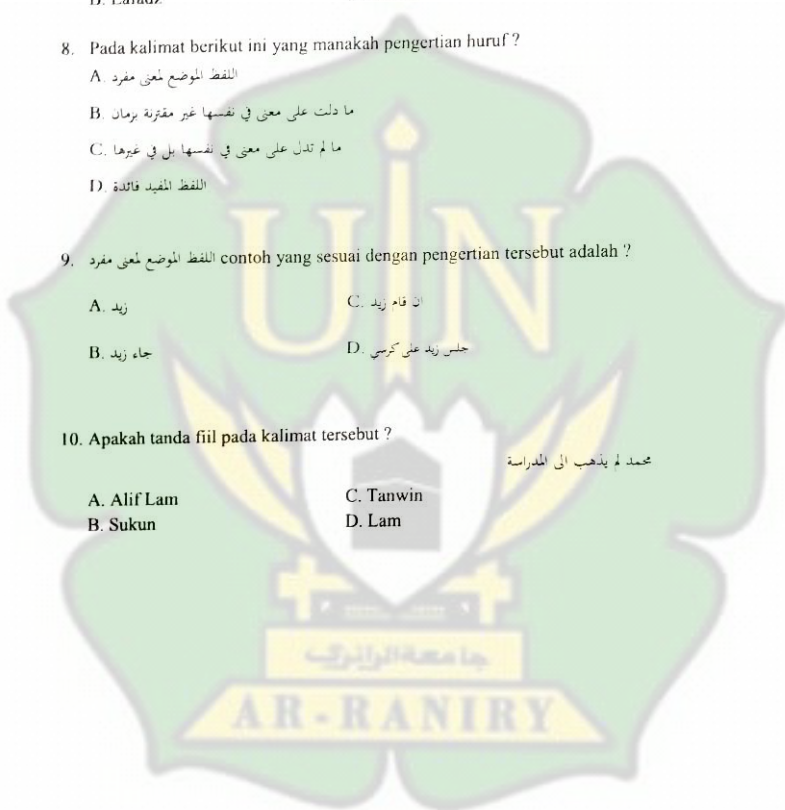 8. Pada kalimat berikut ini yang manakah pengertian huruf ?
A. اللفظ الموضع لمعنى مفرد
B. ما دلت على معنى في نفسها غير مقترنة بزمان
C. ما لم تدل على معنى في نفسها بل في غيرها
D. اللفظ المفيد فائدة
9. اللفظ الموضع لمعنى مفرد contoh yang sesuai dengan pengertian tersebut adalah ?
A. زيد C. ان قام زيد
B. جاء زيد D. جلس زيد على كرسي
10. Apakah tanda fiil pada kalimat tersebut ?
محمد لم يذهب الى المدراسة
A. Alif Lam C. Tanwin
B. Sukun D. Lam
UIN
جامعة الرانري
AR-RANIRY